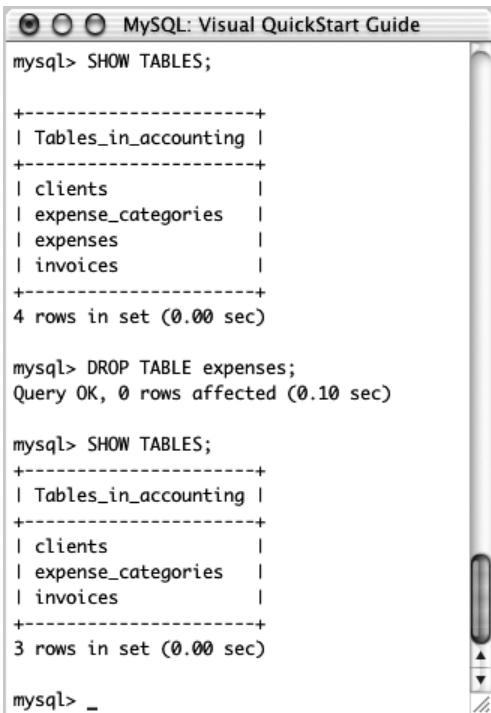 MySQL: Visual QuickStart Guide
mysql> SHOW TABLES;
+----------------------+
| Tables_in_accounting |
+----------------------+
| clients              |
| expense_categories   |
| expenses             |
| invoices             |
+----------------------+
4 rows in set (0.00 sec)
mysql> DROP TABLE expenses;
Query OK, 0 rows affected (0.10 sec)
mysql> SHOW TABLES;
+----------------------+
| Tables_in_accounting |
+----------------------+
| clients              |
| expense_categories   |
| invoices             |
+----------------------+
3 rows in set (0.00 sec)
mysql> _